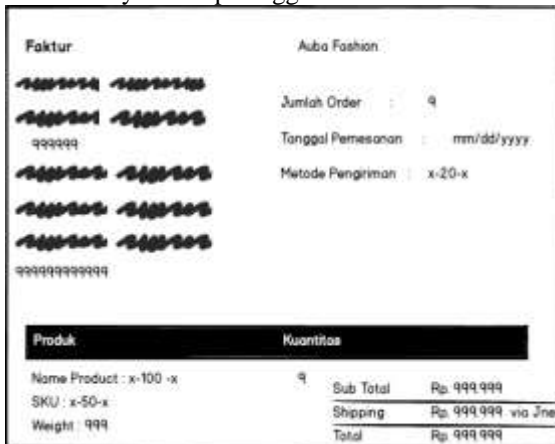 Faktur
Auba Fashion
Jumlah Order : 9
Tanggal Pemesanan : mm/dd/yyyy
999999
Metode Pengiriman : x-20-x
999999999999
Produk Kuantitas
Name Product : x-100 -x 9
Sub Total Rp. 999.999
SKU : x-50-x
Shipping Rp. 999.999 via Jne
Weight : 999
Total Rp. 999.999